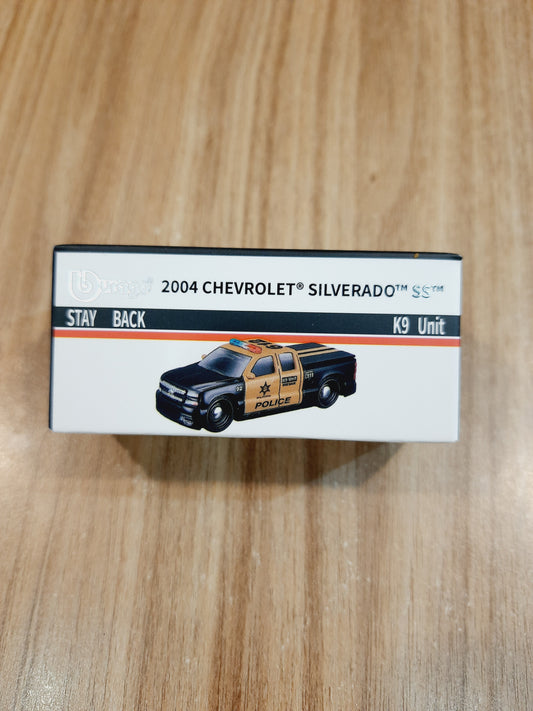 2004 CHEVROLET® SILVERADO™ SS™
STAY BACK K9 Unit
POLICE